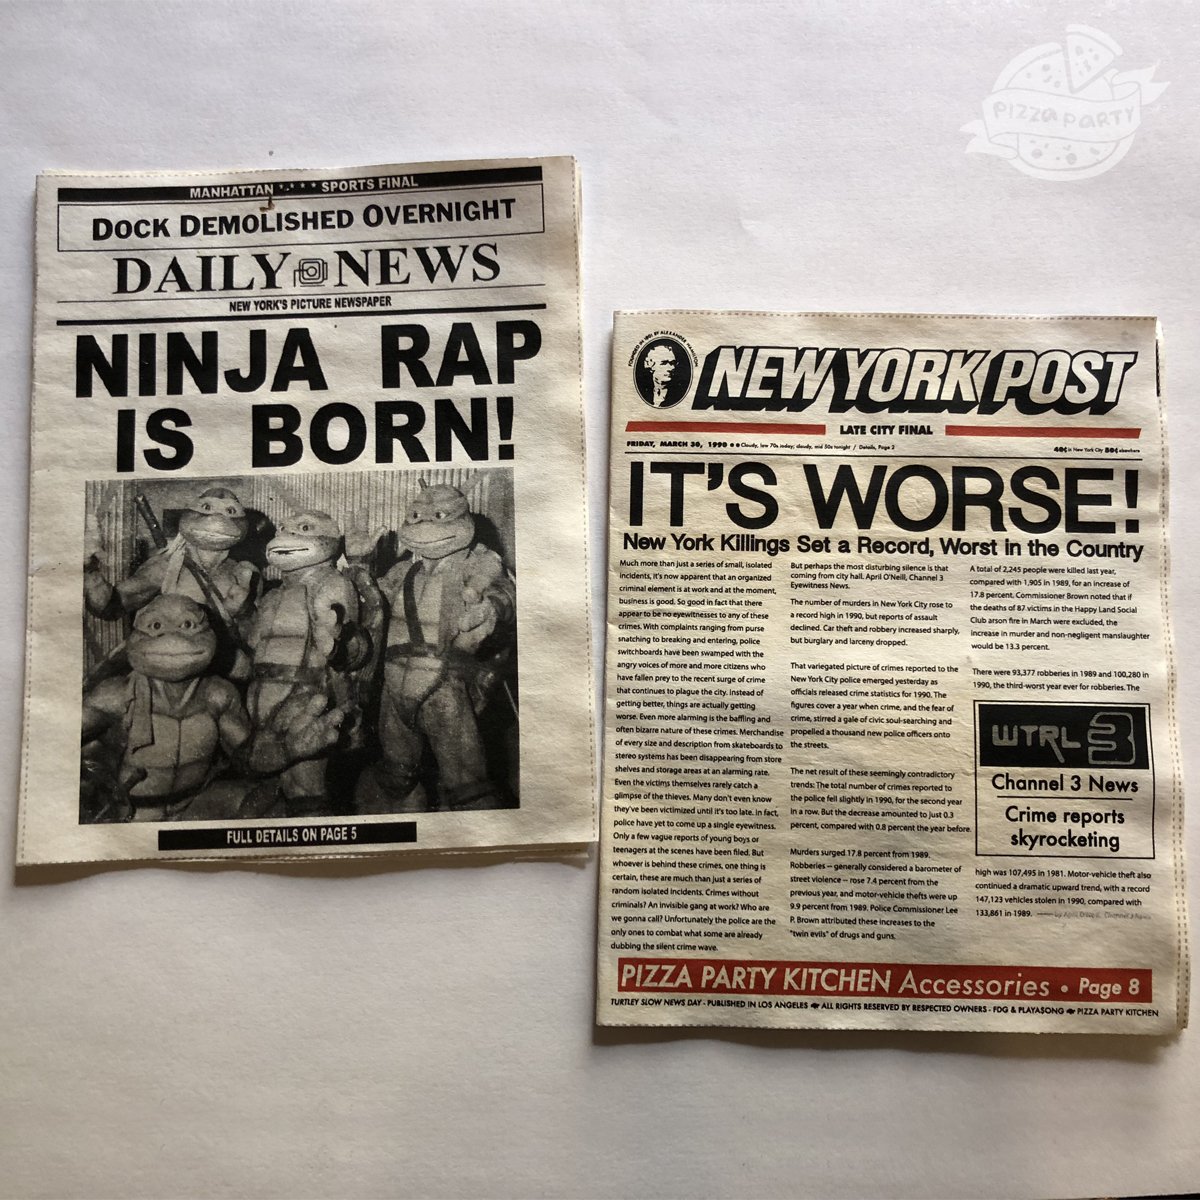 PIZZA PARTY
MANHATTAN * * * * SPORTS FINAL
DOCK DEMOLISHED OVERNIGHT
DAILY NEWS
NEW YORK'S PICTURE NEWSPAPER
NINJA RAP
IS BORN!
FULL DETAILS ON PAGE 5
FOUNDED IN 1801 BY ALEXANDER HAMILTON
NEW YORK POST
LATE CITY FINAL
FRIDAY, MARCH 30, 1990 ●● Cloudy, low 70s today; cloudy, mid 50s tonight / Details, Page 2
40¢ in New York City 50¢ elsewhere
IT'S WORSE!
New York Killings Set a Record, Worst in the Country
Much more than just a series of small, isolated
incidents, it's now apparent that an organized
criminal element is at work and at the moment,
business is good. So good in fact that there
appear to be no eyewitnesses to any of these
crimes. With complaints ranging from purse
snatching to breaking and entering, police
switchboards have been swamped with the
angry voices of more and more citizens who
have fallen prey to the recent surge of crime
that continues to plague the city. Instead of
getting better, things are actually getting
worse. Even more alarming is the baffling and
often bizarre nature of these crimes. Merchandise
of every size and description from skateboards to
stereo systems has been disappearing from store
shelves and storage areas at an alarming rate.
Even the victims themselves rarely catch a
glimpse of the thieves. Many don't even know
they've been victimized until it's too late. In fact,
police have yet to come up a single eyewitness.
Only a few vague reports of young boys or
teenagers at the scenes have been filed. But
whoever is behind these crimes, one thing is
certain, these are much than just a series of
random isolated incidents. Crimes without
criminals? An invisible gang at work? Who are
we gonna call? Unfortunately the police are the
only ones to combat what some are already
dubbing the silent crime wave.
But perhaps the most disturbing silence is that
coming from city hall. April O'Neill, Channel 3
Eyewitness News.
The number of murders in New York City rose to
a record high in 1990, but reports of assault
declined. Car theft and robbery increased sharply,
but burglary and larceny dropped.
That variegated picture of crimes reported to the
New York City police emerged yesterday as
officials released crime statistics for 1990. The
figures cover a year when crime, and the fear of
crime, stirred a gale of civic soul-searching and
propelled a thousand new police officers onto
the streets.
The net result of these seemingly contradictory
trends: The total number of crimes reported to
the police fell slightly in 1990, for the second year
in a row. But the decrease amounted to just 0.3
percent, compared with 0.8 percent the year before.
Murders surged 17.8 percent from 1989.
Robberies -- generally considered a barometer of
street violence -- rose 7.4 percent from the
previous year, and motor-vehicle thefts were up
9.9 percent from 1989. Police Commissioner Lee
P. Brown attributed these increases to the
"twin evils" of drugs and guns.
A total of 2,245 people were killed last year,
compared with 1,905 in 1989, for an increase of
17.8 percent. Commissioner Brown noted that if
the deaths of 87 victims in the Happy Land Social
Club arson fire in March were excluded, the
increase in murder and non-negligent manslaughter
would be 13.3 percent.
There were 93,377 robberies in 1989 and 100,280 in
1990, the third-worst year ever for robberies. The
WTRL 3
Channel 3 News
Crime reports
skyrocketing
high was 107,495 in 1981. Motor-vehicle theft also
continued a dramatic upward trend, with a record
147,123 vehicles stolen in 1990, compared with
133,861 in 1989. by April O'Neil, Channel 3 News
PIZZA PARTY KITCHEN Accessories • Page 8
TURTLEY SLOW NEWS DAY - PUBLISHED IN LOS ANGELES ALL RIGHTS RESERVED BY RESPECTED OWNERS - FDG & PLAYASONG PIZZA PARTY KITCHEN